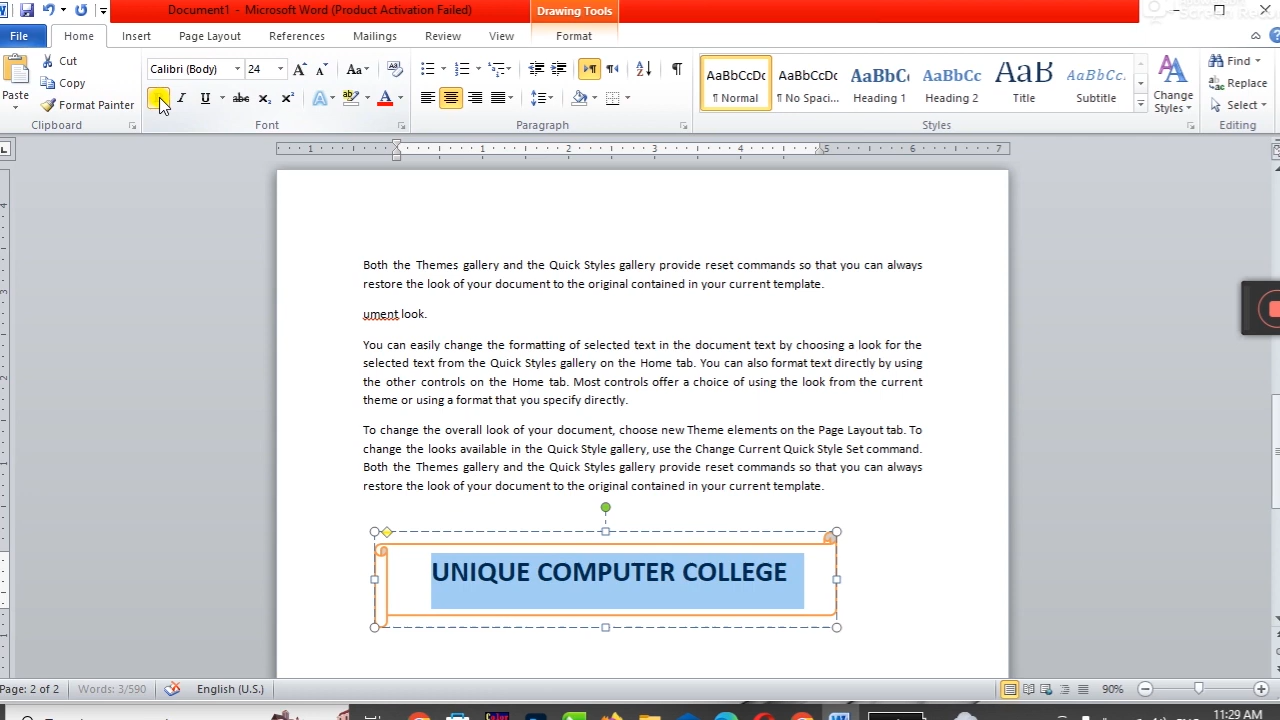 Document1 - Microsoft Word (Product Activation Failed)
Drawing Tools
File Home Insert Page Layout References Mailings Review View Format
Paste
Cut
Copy
Format Painter
Clipboard
Calibri (Body) 24
Font
Paragraph
AaBbCcDc AaBbCcDc AaBbC AaBbCc AaB AaBbCc.
¶ Normal ¶ No Spaci... Heading 1 Heading 2 Title Subtitle
Change Styles
Styles
Find
Replace
Select
Editing
1 1 2 3 4 5 6 7
Both the Themes gallery and the Quick Styles gallery provide reset commands so that you can always
restore the look of your document to the original contained in your current template.
ument look.
You can easily change the formatting of selected text in the document text by choosing a look for the
selected text from the Quick Styles gallery on the Home tab. You can also format text directly by using
the other controls on the Home tab. Most controls offer a choice of using the look from the current
theme or using a format that you specify directly.
To change the overall look of your document, choose new Theme elements on the Page Layout tab. To
change the looks available in the Quick Style gallery, use the Change Current Quick Style Set command.
Both the Themes gallery and the Quick Styles gallery provide reset commands so that you can always
restore the look of your document to the original contained in your current template.
UNIQUE COMPUTER COLLEGE
Page: 2 of 2 Words: 3/590 English (U.S.) 90%
11:29 AM